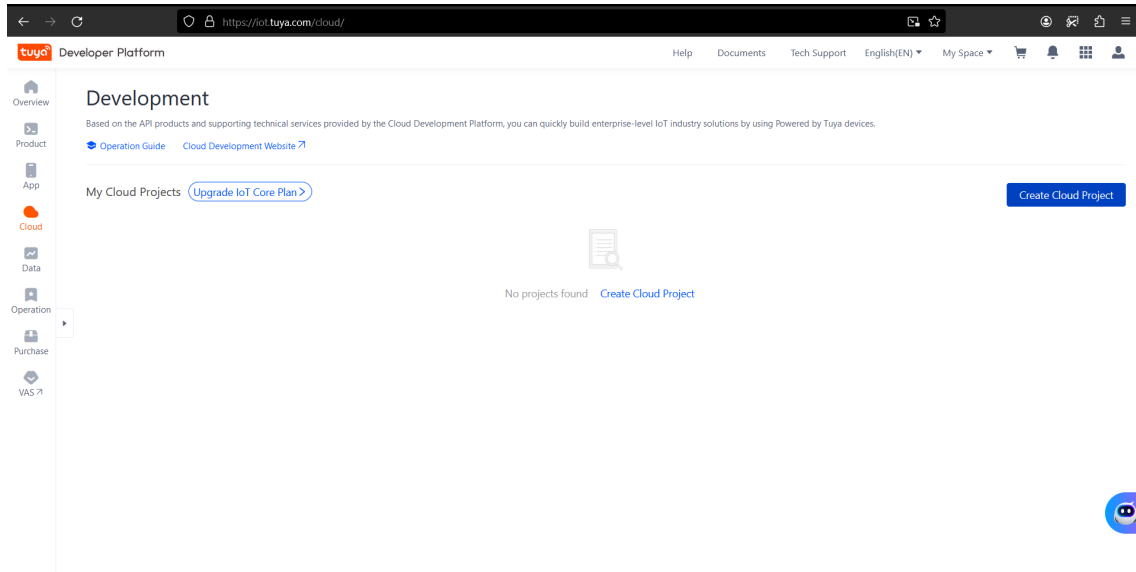 https://iot.tuya.com/cloud/
tuya Developer Platform Help Documents Tech Support English(EN) My Space
Overview
Product
App
Cloud
Data
Operation
Purchase
VAS
Development
Based on the API products and supporting technical services provided by the Cloud Development Platform, you can quickly build enterprise-level IoT industry solutions by using Powered by Tuya devices.
Operation Guide Cloud Development Website
My Cloud Projects Upgrade IoT Core Plan Create Cloud Project
No projects found Create Cloud Project